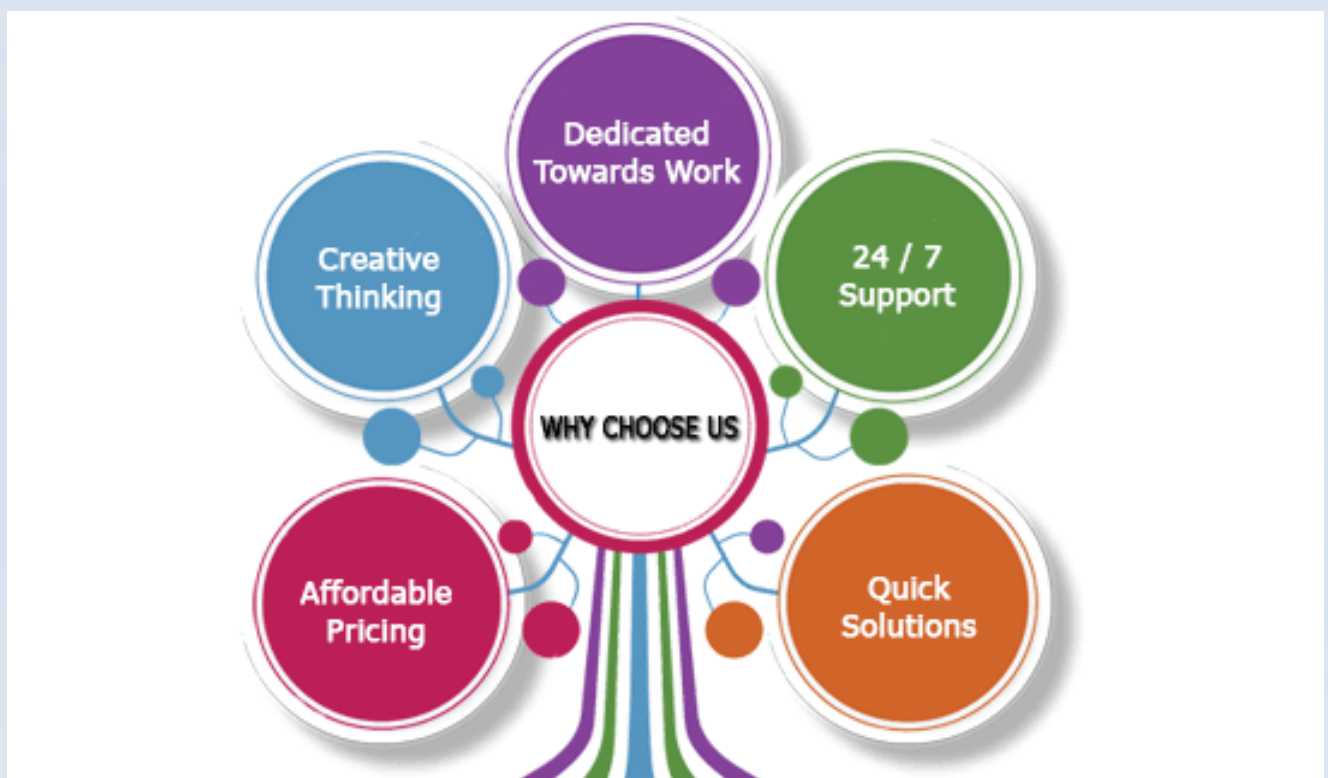 Dedicated
Towards Work
Creative
Thinking
24 / 7
Support
WHY CHOOSE US
Affordable
Pricing
Quick
Solutions